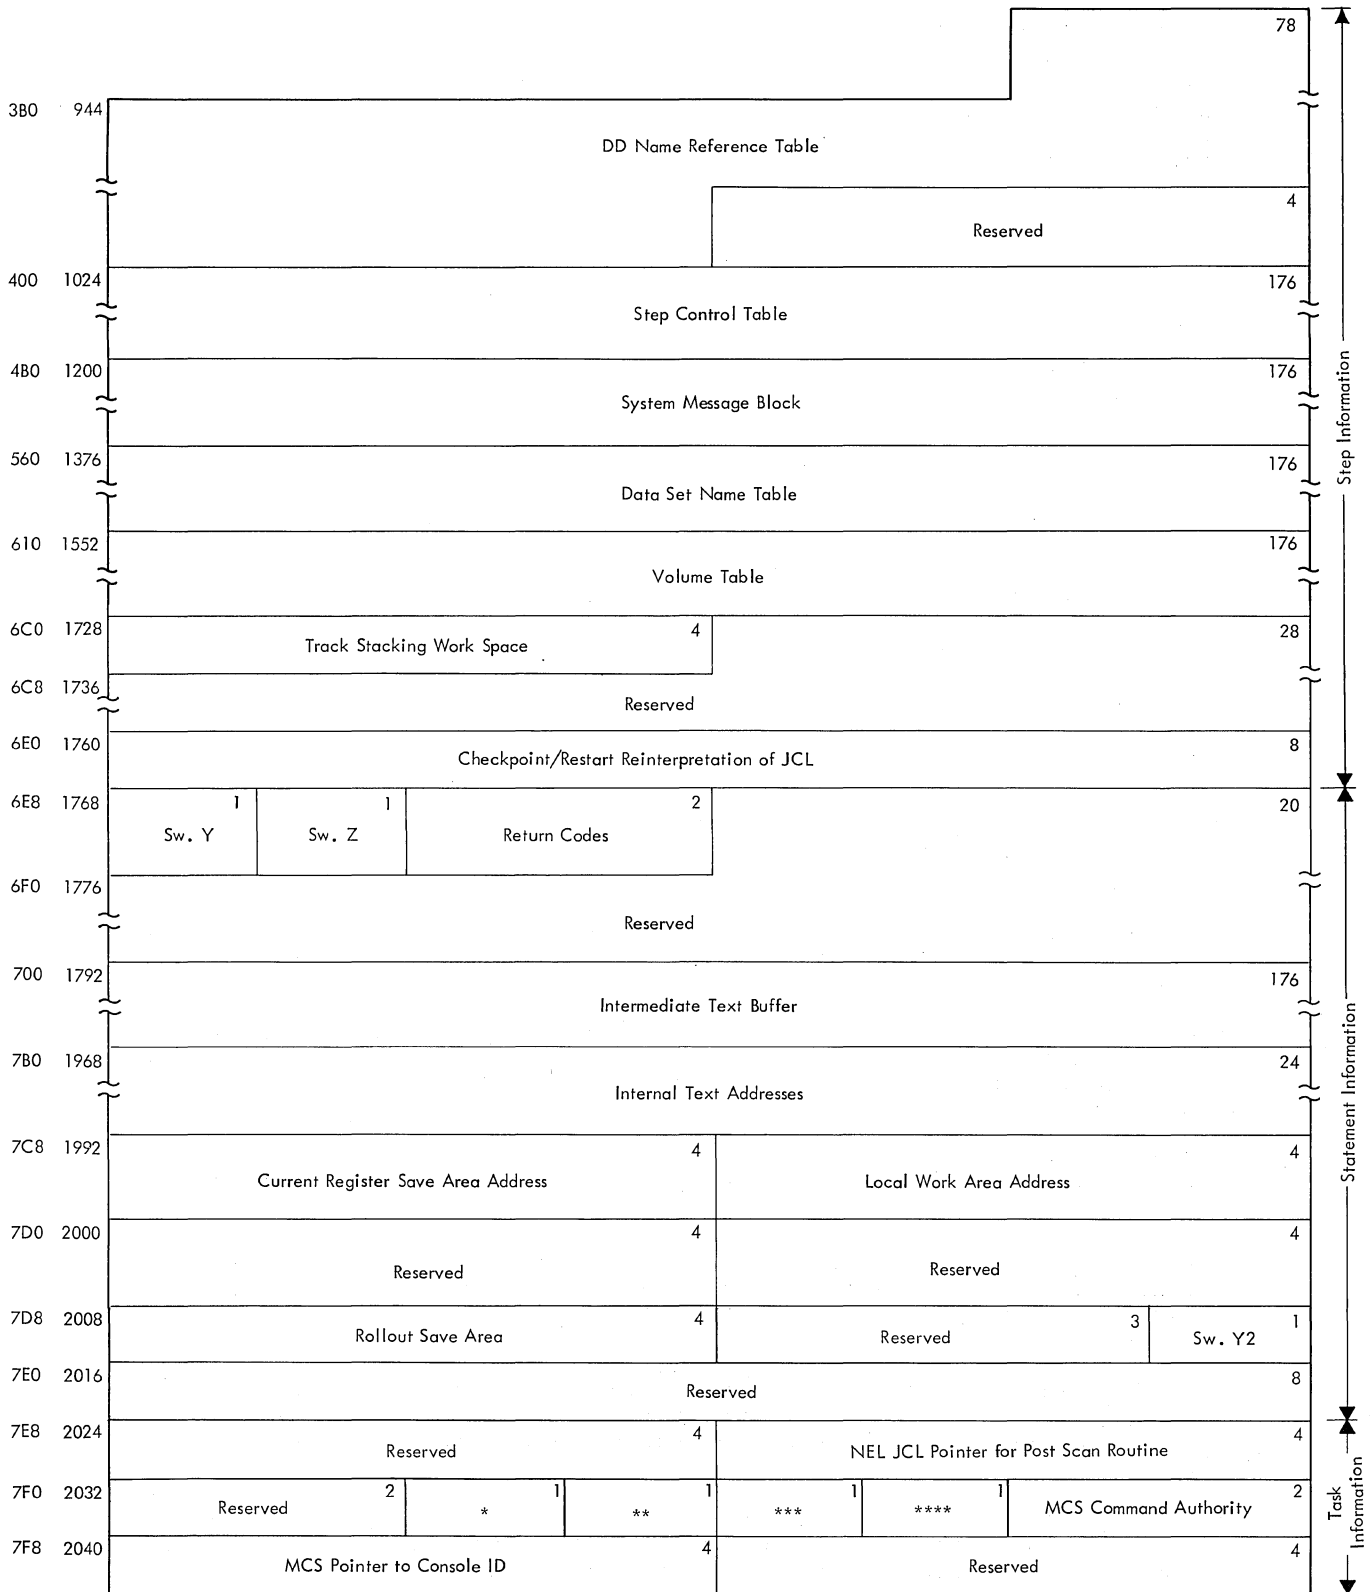 78
3B0 944
DD Name Reference Table
4
Reserved
400 1024 176
Step Control Table
4B0 1200 176
System Message Block
560 1376 176
Data Set Name Table
610 1552 176
Volume Table
6C0 1728 4 28
Track Stacking Work Space
6C8 1736
Reserved
6E0 1760 8
Checkpoint/Restart Reinterpretation of JCL
Step Information
6E8 1768 1 1 2 20
Sw. Y Sw. Z Return Codes
6F0 1776
Reserved
700 1792 176
Intermediate Text Buffer
7B0 1968 24
Internal Text Addresses
7C8 1992 4 4
Current Register Save Area Address Local Work Area Address
7D0 2000 4 4
Reserved Reserved
7D8 2008 4 3 1
Rollout Save Area Reserved Sw. Y2
7E0 2016 8
Reserved
Statement Information
7E8 2024 4 4
Reserved NEL JCL Pointer for Post Scan Routine
7F0 2032 2 1 1 1 1 2
Reserved * ** *** **** MCS Command Authority
7F8 2040 4 4
MCS Pointer to Console ID Reserved
Task
Information